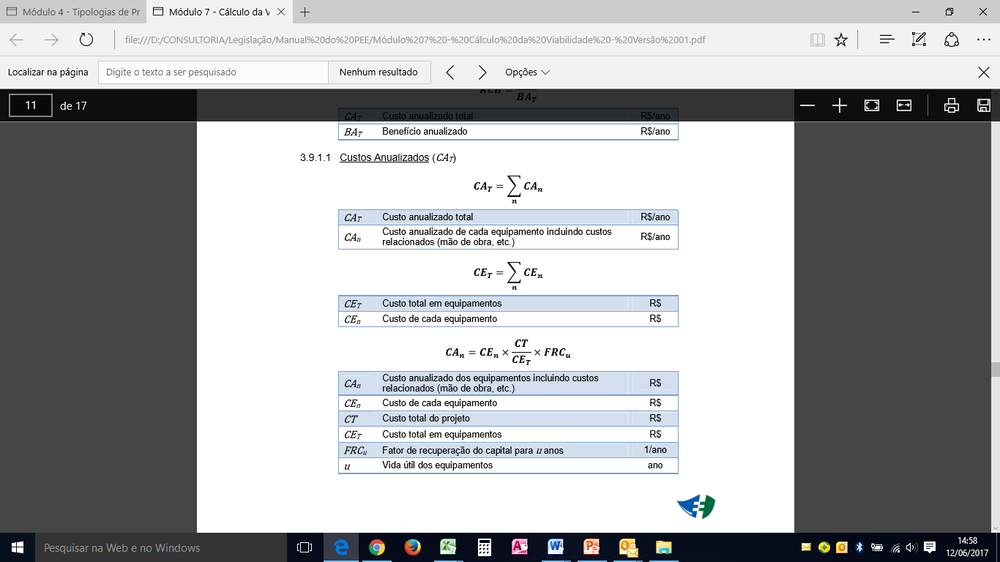 Módulo 4 - Tipologias de Pr
Módulo 7 - Cálculo da V
file:///D:/CONSULTORIA/Legislação/Manual%20do%20PEE/Módulo%207%20-%20Cálculo%20da%20Viabilidade%20-%20Versão%2001.pdf
Localizar na página
Digite o texto a ser pesquisado
Nenhum resultado
Opções
11 de 17
RCB = BA_T
CA_T Custo anualizado total R$/ano
BA_T Benefício anualizado R$/ano
3.9.1.1 Custos Anualizados (CA_T)
CA_T = ∑_n CA_n
CA_T Custo anualizado total R$/ano
CA_n Custo anualizado de cada equipamento incluindo custos
relacionados (mão de obra, etc.) R$/ano
CE_T = ∑_n CE_n
CE_T Custo total em equipamentos R$
CE_n Custo de cada equipamento R$
CA_n = CE_n × CT/CE_T × FRC_u
CA_n Custo anualizado dos equipamentos incluindo custos
relacionados (mão de obra, etc.) R$
CE_n Custo de cada equipamento R$
CT Custo total do projeto R$
CE_T Custo total em equipamentos R$
FRC_u Fator de recuperação do capital para u anos 1/ano
u Vida útil dos equipamentos ano
Pesquisar na Web e no Windows
14:58
12/06/2017